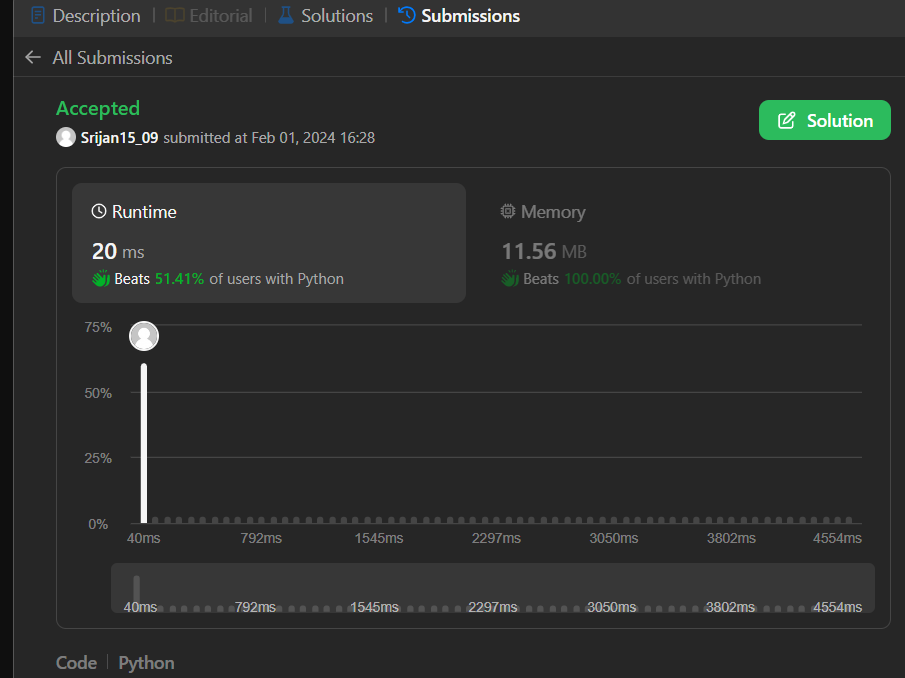 Description | Editorial | Solutions | Submissions
All Submissions
Accepted
Srijan15_09 submitted at Feb 01, 2024 16:28
Solution
Runtime
20 ms
Beats 51.41% of users with Python
Memory
11.56 MB
Beats 100.00% of users with Python
75%
50%
25%
0%
40ms 792ms 1545ms 2297ms 3050ms 3802ms 4554ms
40ms 792ms 1545ms 2297ms 3050ms 3802ms 4554ms
Code | Python